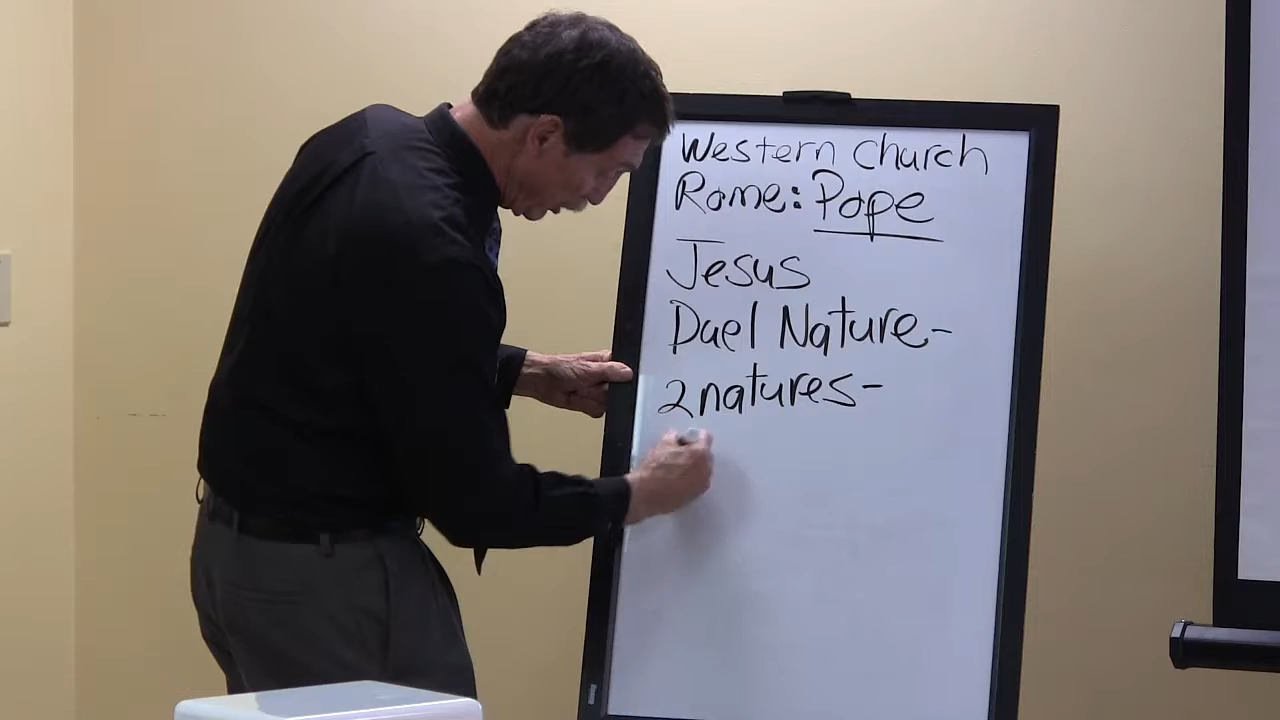 Western Church
Rome: Pope
Jesus
Duel Nature-
2 natures-